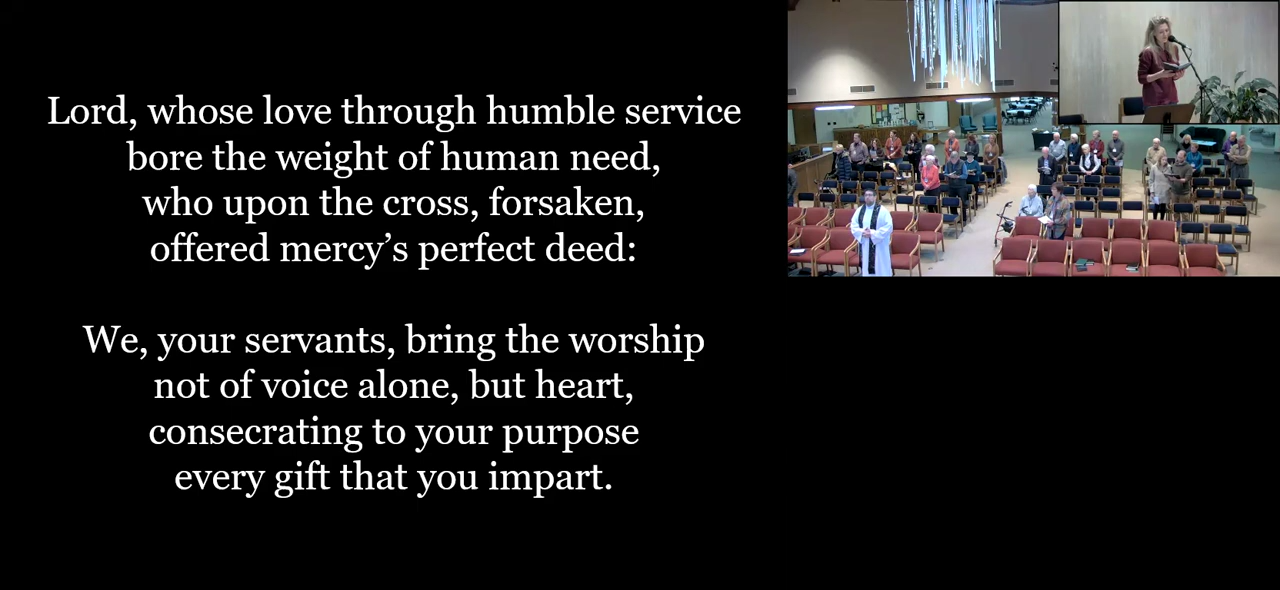 Lord, whose love through humble service
bore the weight of human need,
who upon the cross, forsaken,
offered mercy’s perfect deed:
We, your servants, bring the worship
not of voice alone, but heart,
consecrating to your purpose
every gift that you impart.